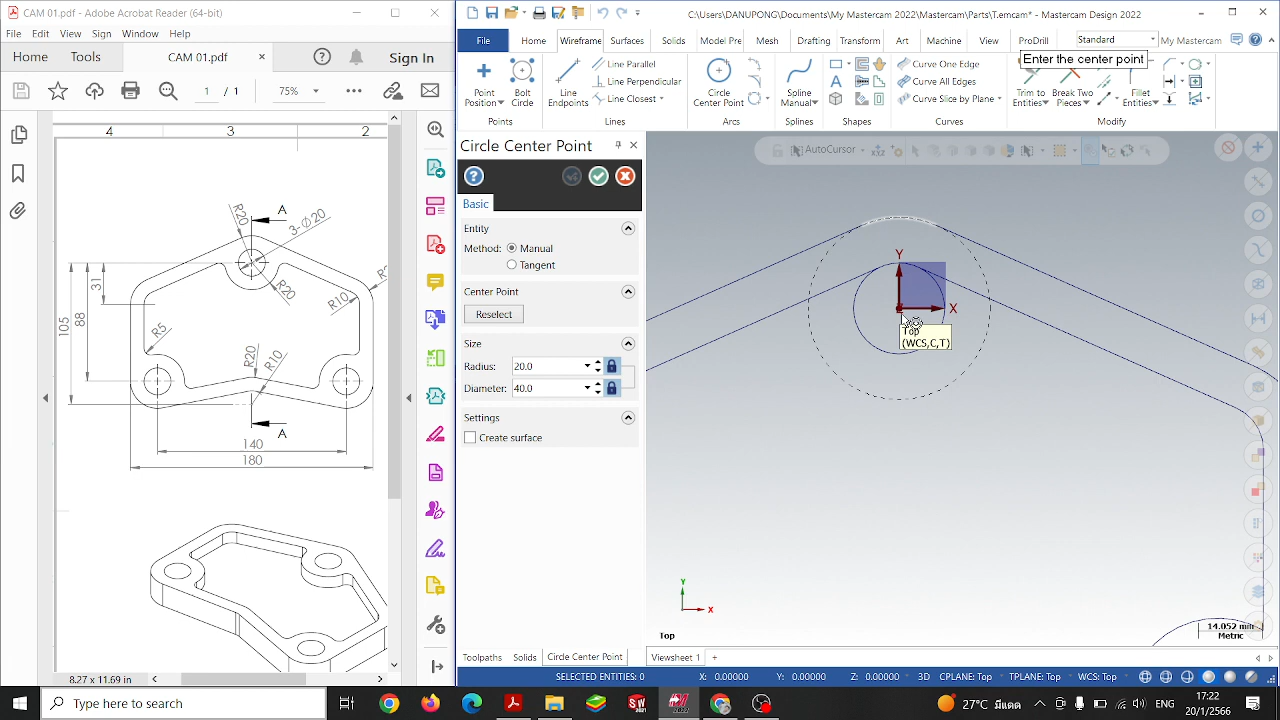 CAM 01.pdf - Adobe Acrobat Reader (64-bit)
File Edit View Sign Window Help
Home Tools CAM 01.pdf Sign In
1 / 1 75%
4 3 2
A
R20
3-Ø20
31
R20
R10
105
88
R5
R20
R10
A
140
180
8.27 x 11.69 in
C:\Users\DANUPONG\Documents\My Mastercam 2022\Mastercam\Parts\T.emcam* - Mastercam Design 2022
File Home Wireframe Surfaces Solids Model Pre Mesh Drafting Transform Art Machine View ProDrill Standard My Mastercam
Enter the center point
Point Position
Bolt Circle
Points
Line Endpoints
Line Parallel
Line Perpendicular
Line Closest
Lines
Circle Center Point
Arcs
Spline Manual
Splines
Shapes
Curve One Edge
Curve All Edges
Curve Slice by Plane
Curves
Trim to Entities
Break Two Pieces
Fillet Entities
Modify
Circle Center Point
Basic
Entity
Method: Manual
Tangent
Center Point
Reselect
Size
Radius: 20.0
Diameter: 40.0
Settings
Create surface
AutoCursor
Y
X
Top
(WCS,C,T)
Y
X
Top
14.052 mm
Metric
Toolpaths Solids Circle Center Point Viewsheet 1 +
SELECTED ENTITIES: 0 X: 0.00000 Y: 0.00000 Z: 0.00000 3D CPLANE: TOP TPLANE: TOP WCS: TOP
Type here to search
27°C
17:22
20/1/2566